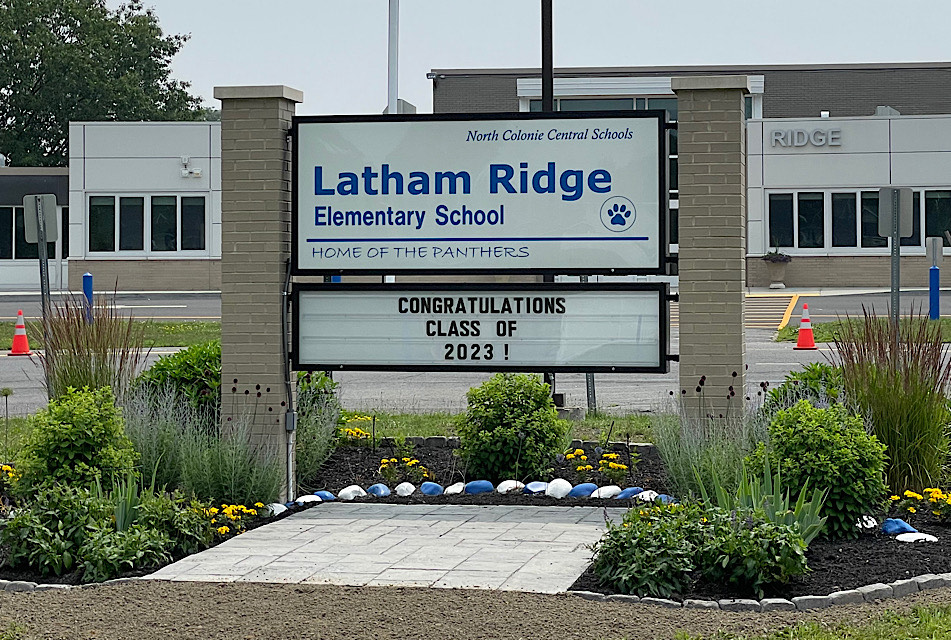 North Colonie Central Schools
Latham Ridge
Elementary School
HOME OF THE PANTHERS
CONGRATULATIONS
CLASS OF
2023 !
RIDGE